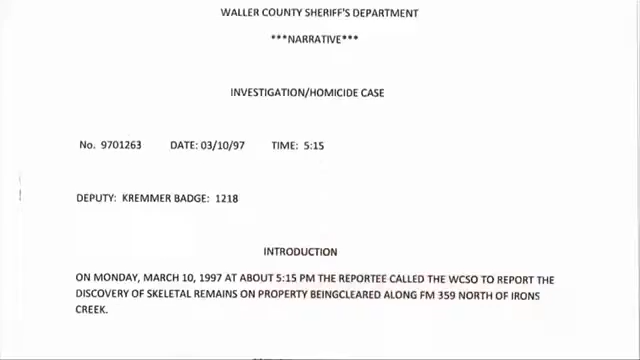 WALLER COUNTY SHERIFF'S DEPARTMENT
***NARRATIVE***
INVESTIGATION/HOMICIDE CASE
No. 9701263 DATE: 03/10/97 TIME: 5:15
DEPUTY: KREMMER BADGE: 1218
INTRODUCTION
ON MONDAY, MARCH 10, 1997 AT ABOUT 5:15 PM THE REPORTEE CALLED THE WCSO TO REPORT THE
DISCOVERY OF SKELETAL REMAINS ON PROPERTY BEINGCLEARED ALONG FM 359 NORTH OF IRONS
CREEK.